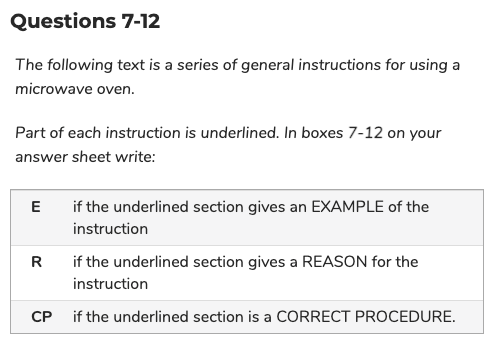 Questions 7-12
The following text is a series of general instructions for using a
microwave oven.
Part of each instruction is underlined. In boxes 7-12 on your
answer sheet write:
E if the underlined section gives an EXAMPLE of the
instruction
R if the underlined section gives a REASON for the
instruction
CP if the underlined section is a CORRECT PROCEDURE.